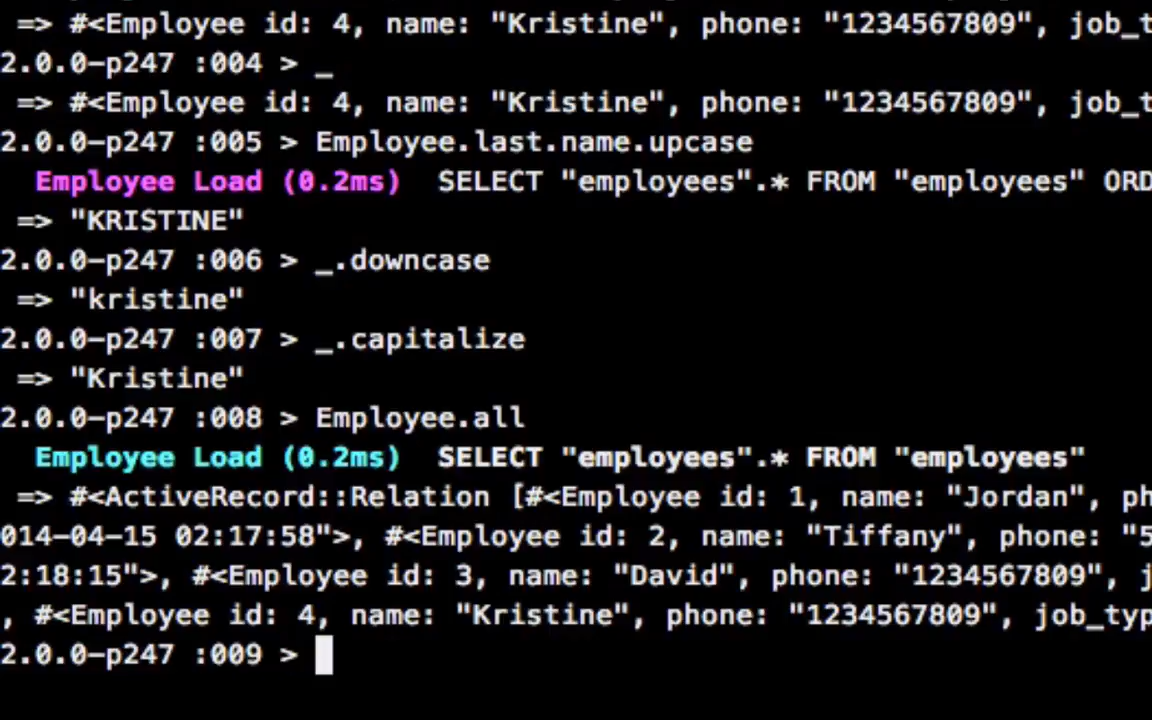 => #<Employee id: 4, name: "Kristine", phone: "1234567809", job_t
2.0.0-p247 :004 > _
=> #<Employee id: 4, name: "Kristine", phone: "1234567809", job_t
2.0.0-p247 :005 > Employee.last.name.upcase
Employee Load (0.2ms)  SELECT "employees".* FROM "employees" ORD
=> "KRISTINE"
2.0.0-p247 :006 > _.downcase
=> "kristine"
2.0.0-p247 :007 > _.capitalize
=> "Kristine"
2.0.0-p247 :008 > Employee.all
Employee Load (0.2ms)  SELECT "employees".* FROM "employees"
=> #<ActiveRecord::Relation [#<Employee id: 1, name: "Jordan", ph
014-04-15 02:17:58">, #<Employee id: 2, name: "Tiffany", phone: "5
2:18:15">, #<Employee id: 3, name: "David", phone: "1234567809", j
, #<Employee id: 4, name: "Kristine", phone: "1234567809", job_typ
2.0.0-p247 :009 >